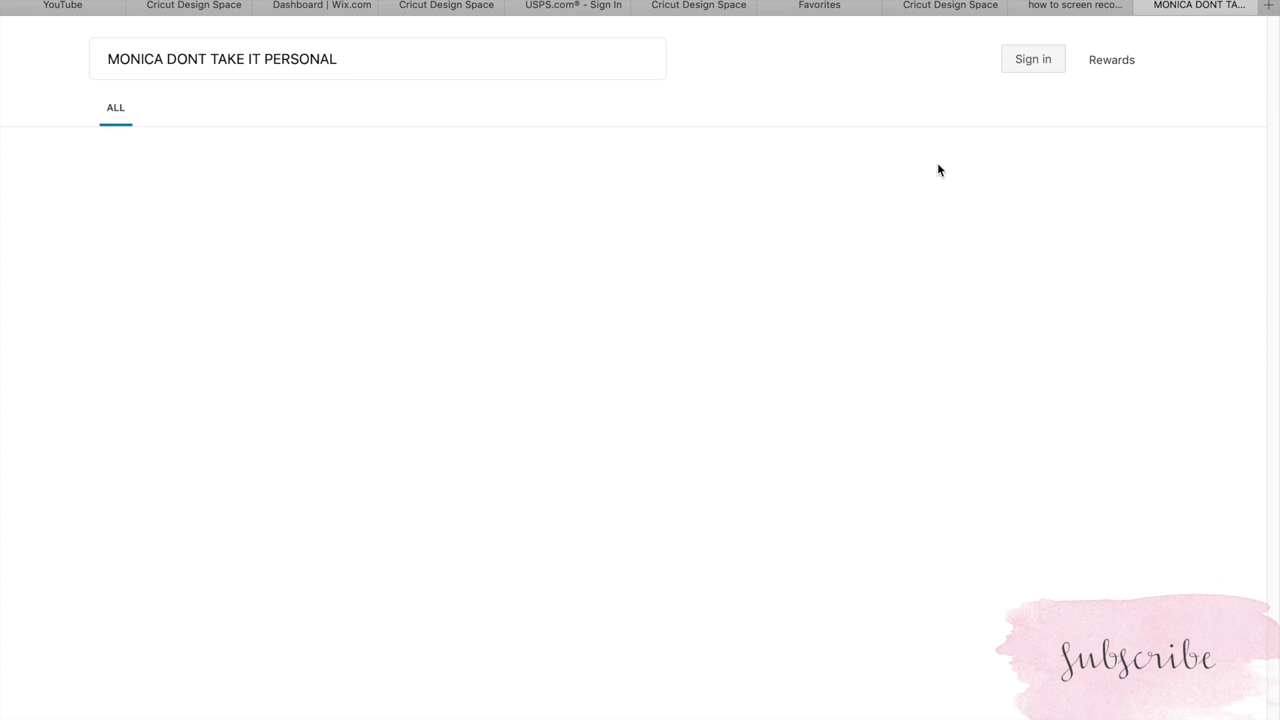 YouTube
Cricut Design Space
Dashboard | Wix.com
Cricut Design Space
USPS.com® - Sign In
Cricut Design Space
Favorites
Cricut Design Space
how to screen reco...
MONICA DONT TA...
+
MONICA DONT TAKE IT PERSONAL
Sign in
Rewards
ALL
subscribe